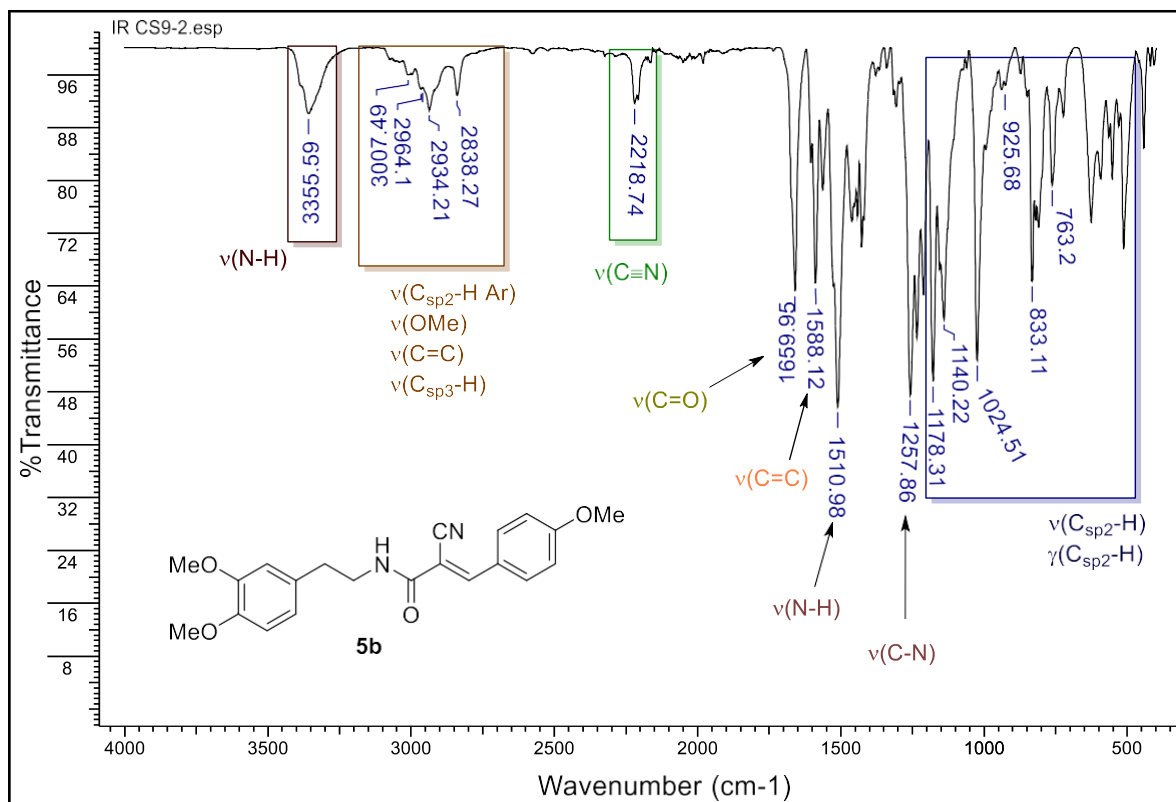 IR CS9-2.esp
96
88
80
72
64
56
48
40
32
24
16
8
%Transmittance
3355.59
3007.49
2964.1
2934.21
2838.27
2218.74
1659.95
1588.12
1510.98
1257.86
1178.31
1140.22
1024.51
925.68
833.11
763.2
ν(N-H)
ν(Csp2-H Ar)
ν(OMe)
ν(C=C)
ν(Csp3-H)
ν(C≡N)
ν(C=O)
ν(C=C)
ν(N-H)
ν(C-N)
ν(Csp2-H)
γ(Csp2-H)
MeO
MeO
H
N
O
CN
OMe
5b
4000
3500
3000
2500
2000
1500
1000
500
Wavenumber (cm-1)